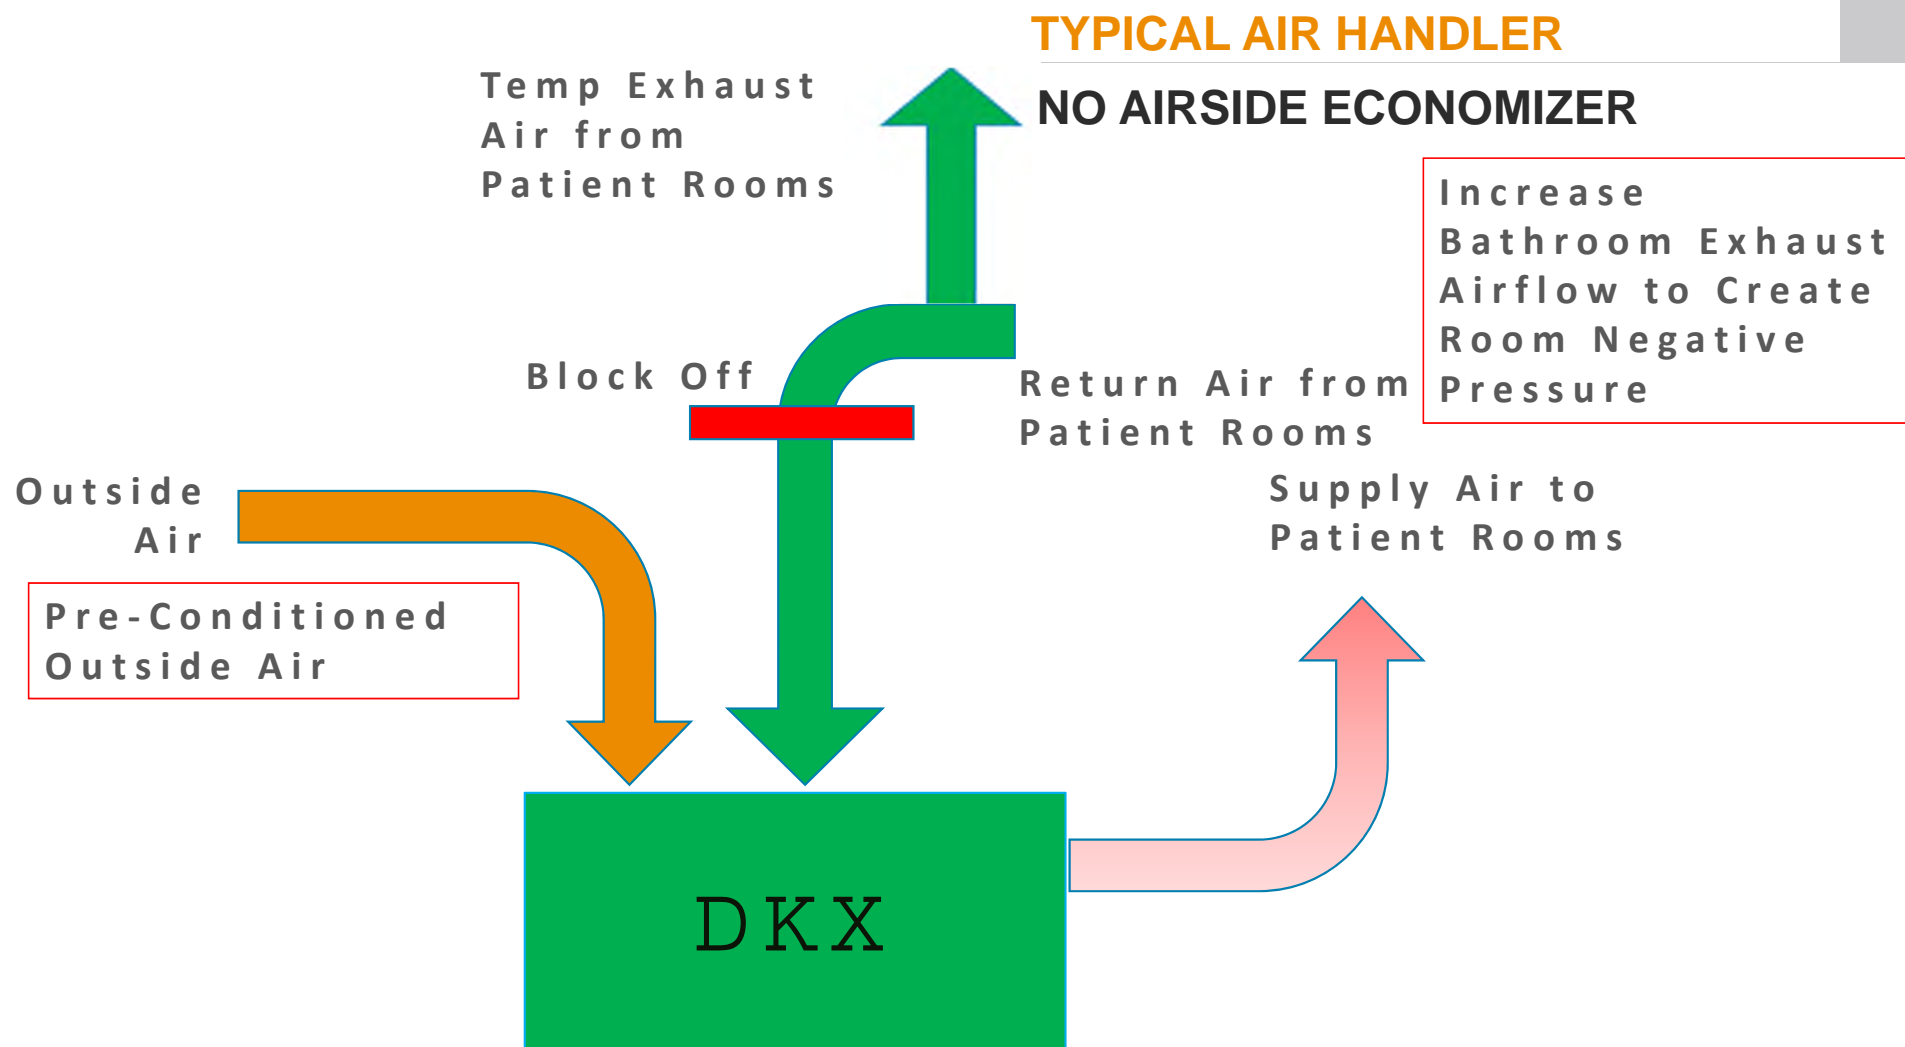 TYPICAL AIR HANDLER
NO AIRSIDE ECONOMIZER
Temp Exhaust
Air from
Patient Rooms
Increase
Bathroom Exhaust
Airflow to Create
Room Negative
Pressure
Block Off
Return Air from
Patient Rooms
Outside
Air
Supply Air to
Patient Rooms
Pre-Conditioned
Outside Air
DKX